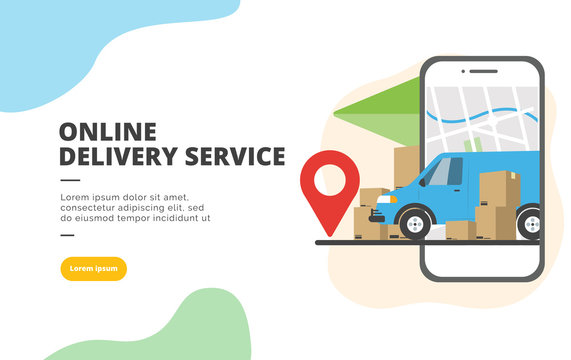 ONLINE
DELIVERY SERVICE
Lorem ipsum dolor sit amet,
consectetur adipiscing elit, sed do
eiusmod tempor incididunt ut
Lorem ipsum